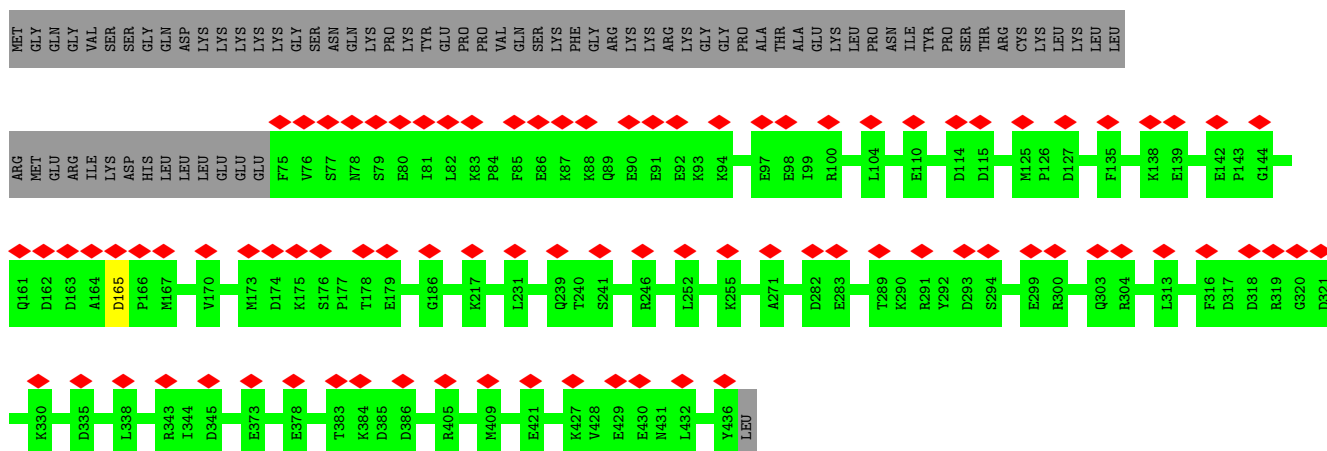 MET GLY GLN GLY VAL SER SER GLY GLN ASP LYS LYS LYS LYS LYS GLY SER ASN GLN LYS PRO LYS TYR GLU PRO PRO VAL GLN SER LYS PHE GLY ARG LYS LYS ARG LYS GLY GLY PRO ALA THR ALA GLU LYS LEU PRO ASN ILE TYR PRO SER THR ARG CYS LYS LEU LYS LEU LEU
ARG MET GLU ARG ILE LYS ASP HIS LEU LEU LEU GLU GLU F75 V76 S77 N78 S79 E80 I81 L82 K83 P84 F85 E86 K87 K88 Q89 E90 E91 E92 K93 K94 E97 E98 I99 R100 L104 E110 D114 D115 M125 P126 D127 F135 K138 E139 E142 P143 G144
Q161 D162 D163 A164 D165 P166 M167 V170 M173 D174 K175 S176 P177 T178 E179 G186 K217 L231 Q239 T240 S241 R246 L252 K255 A271 D282 E283 T289 K290 R291 Y292 D293 S294 E299 R300 Q303 R304 L313 F316 D317 D318 R319 G320 D321
K330 D335 L338 R343 I344 D345 E373 E378 T383 K384 D385 D386 R405 M409 E421 K427 V428 E429 E430 N431 L432 Y436 LEU